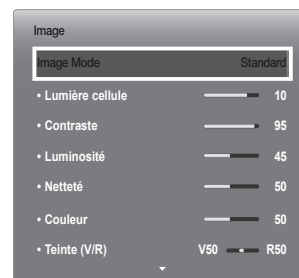 Image
Image Mode Standard
• Lumière cellule 10
• Contraste 95
• Luminosité 45
• Netteté 50
• Couleur 50
• Teinte (V/R) V50 R50